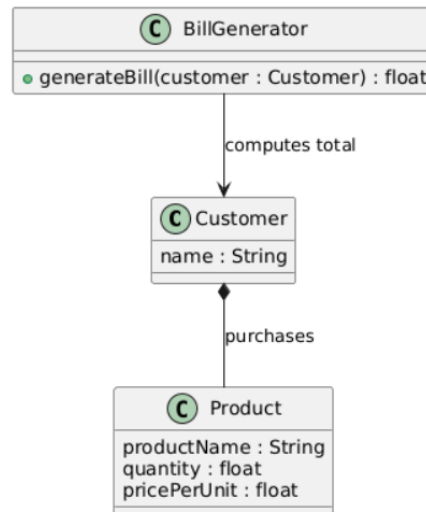 C BillGenerator
generateBill(customer : Customer) : float
computes total
C Customer
name : String
purchases
C Product
productName : String
quantity : float
pricePerUnit : float